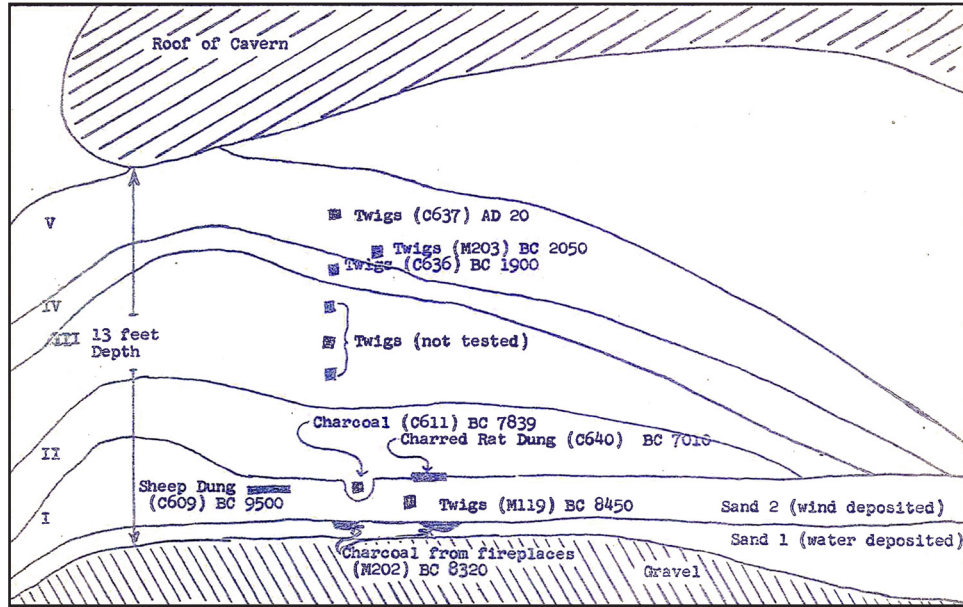 Roof of Cavern
V
Twigs (C637) AD 20
Twigs (M203) BC 2050
Twigs (C636) BC 1900
IV
III
13 feet
Depth
Twigs (not tested)
Charcoal (C611) BC 7839
Charred Rat Dung (C640) BC 7010
II
Sheep Dung
(C609) BC 9500
Twigs (M119) BC 8450
Sand 2 (wind deposited)
I
Sand 1 (water deposited)
Charcoal from fireplaces
(M202) BC 8320
Gravel